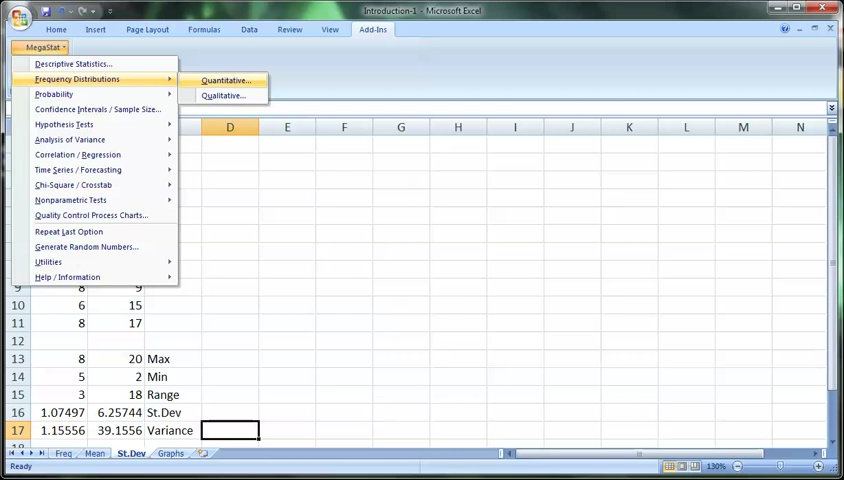 Introduction-1 - Microsoft Excel
Home Insert Page Layout Formulas Data Review View Add-Ins
MegaStat
Descriptive Statistics...
Frequency Distributions
Quantitative...
Probability
Qualitative...
Confidence Intervals / Sample Size...
Hypothesis Tests
Analysis of Variance
Correlation / Regression
Time Series / Forecasting
Chi-Square / Crosstab
Nonparametric Tests
Quality Control Process Charts...
Repeat Last Option
Generate Random Numbers...
Utilities
Help / Information
D E F G H I J K L M N
9 8 9
10 6 15
11 8 17
12
13 8 20 Max
14 5 2 Min
15 3 18 Range
16 1.07497 6.25744 St.Dev
17 1.15556 39.1556 Variance
Freq Mean St.Dev Graphs
Ready 130%